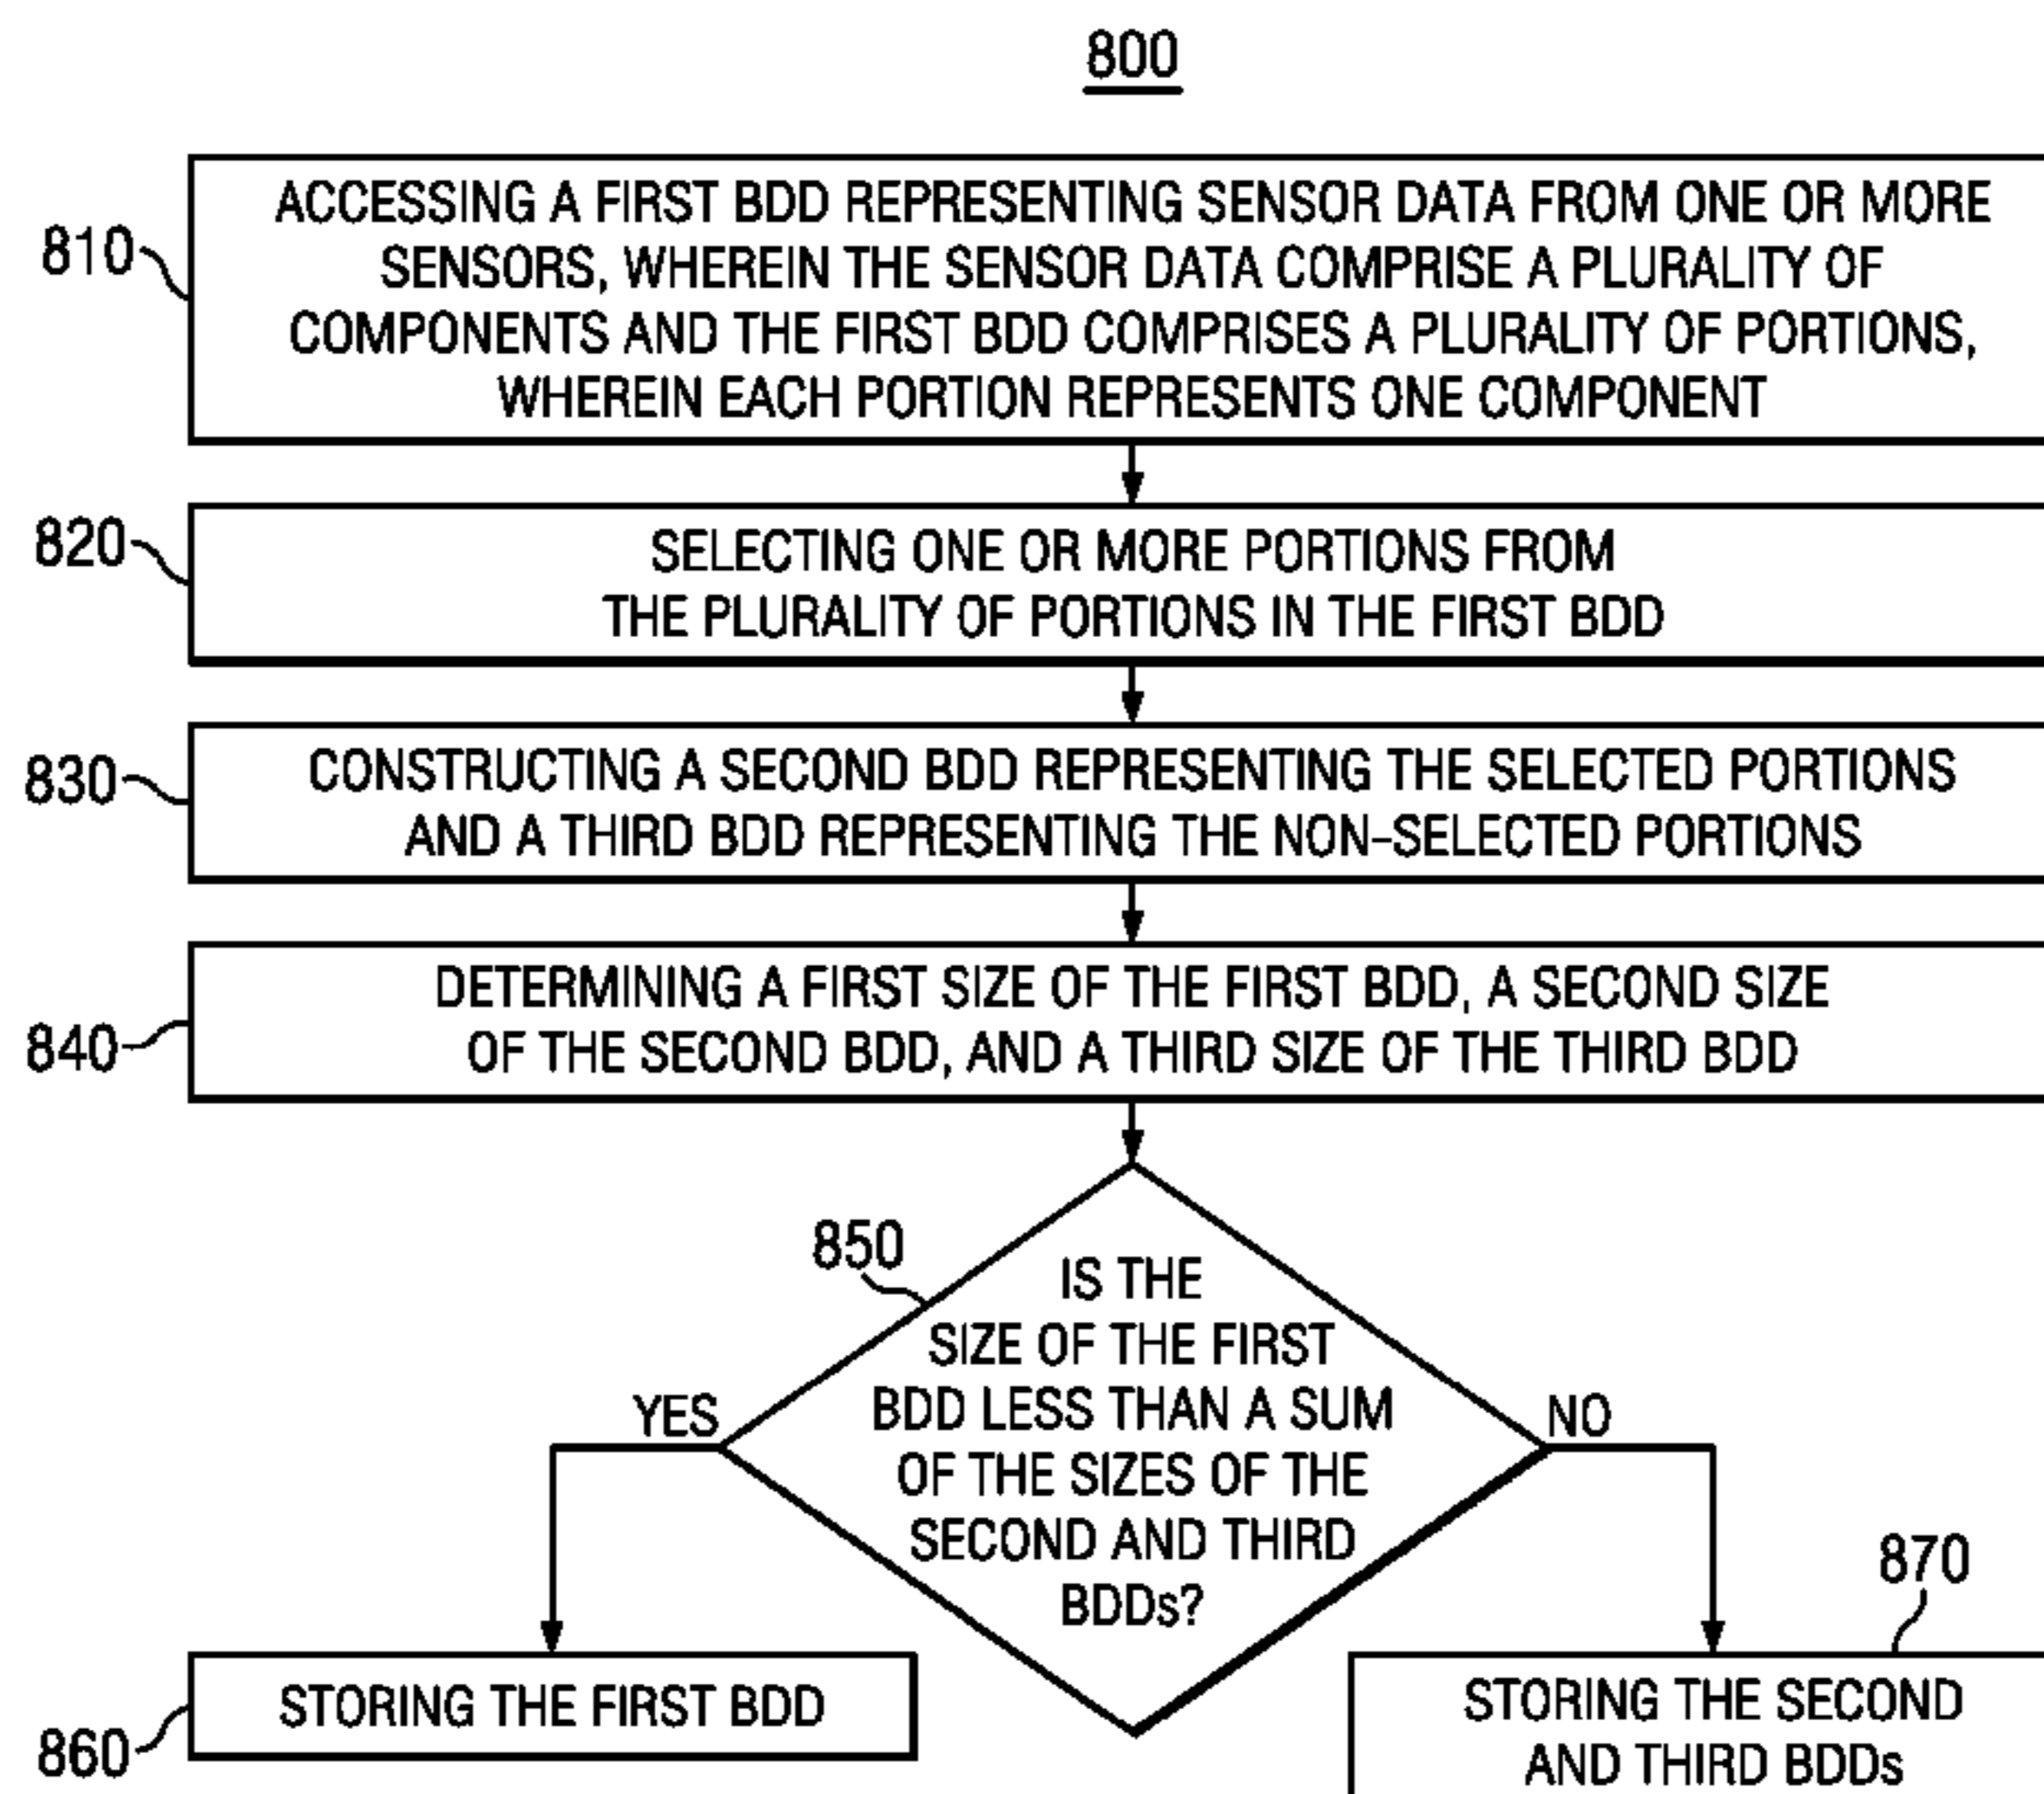 800
810
ACCESSING A FIRST BDD REPRESENTING SENSOR DATA FROM ONE OR MORE
SENSORS, WHEREIN THE SENSOR DATA COMPRISE A PLURALITY OF
COMPONENTS AND THE FIRST BDD COMPRISES A PLURALITY OF PORTIONS,
WHEREIN EACH PORTION REPRESENTS ONE COMPONENT
820
SELECTING ONE OR MORE PORTIONS FROM
THE PLURALITY OF PORTIONS IN THE FIRST BDD
830
CONSTRUCTING A SECOND BDD REPRESENTING THE SELECTED PORTIONS
AND A THIRD BDD REPRESENTING THE NON-SELECTED PORTIONS
840
DETERMINING A FIRST SIZE OF THE FIRST BDD, A SECOND SIZE
OF THE SECOND BDD, AND A THIRD SIZE OF THE THIRD BDD
850
IS THE
SIZE OF THE FIRST
BDD LESS THAN A SUM
OF THE SIZES OF THE
SECOND AND THIRD
BDDs?
YES
NO
860
STORING THE FIRST BDD
870
STORING THE SECOND
AND THIRD BDDs